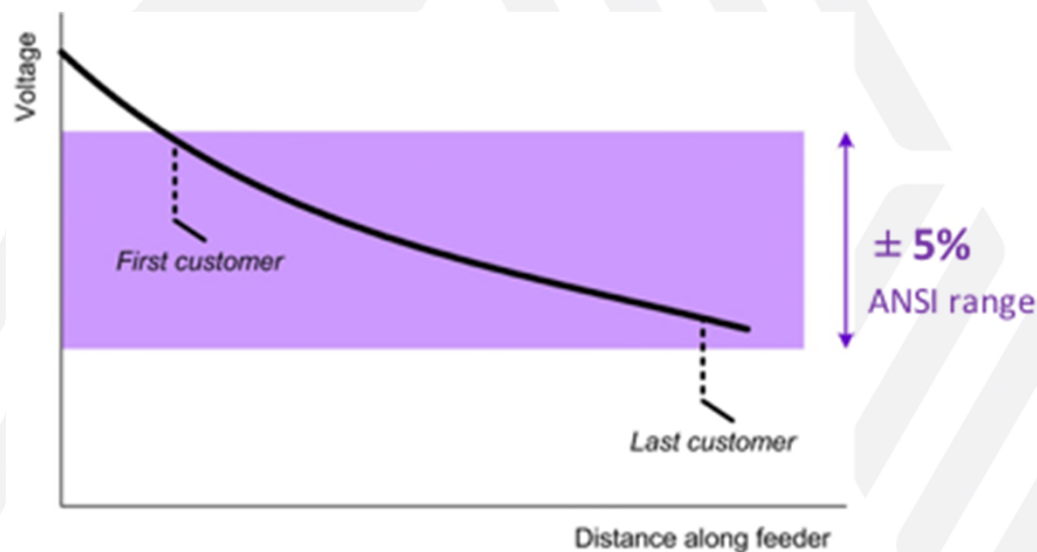 Voltage
First customer
± 5%
ANSI range
Last customer
Distance along feeder